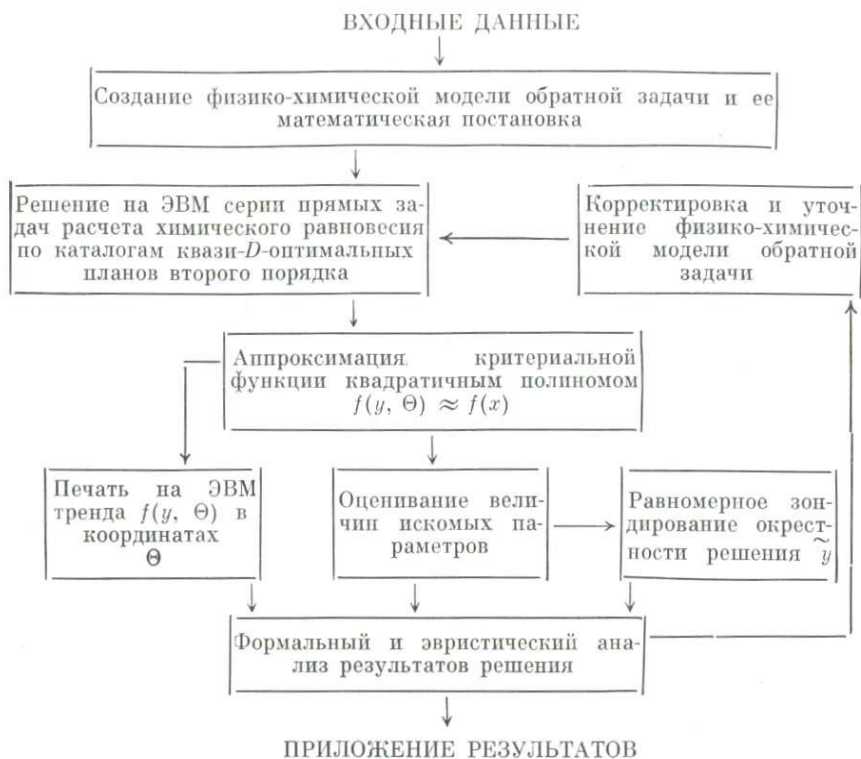 ВХОДНЫЕ ДАННЫЕ
Создание физико-химической модели обратной задачи и ее
математическая постановка
Решение на ЭВМ серии прямых за-
дач расчета химического равновесия
по каталогам квази-D-оптимальных
планов второго порядка
Корректировка и уточ-
нение физико-химичес-
кой модели обратной
задачи
Аппроксимация критериальной
функции квадратичным полиномом
f(y, Θ) ≈ f(x)
Печать на ЭВМ
тренда f(y, Θ) в
координатах
Θ
Оценивание вели-
чин искомых па-
раметров
Равномерное зон-
дирование окрест-
ности решения ỹ
Формальный и эвристический ана-
лиз результатов решения
ПРИЛОЖЕНИЕ РЕЗУЛЬТАТОВ